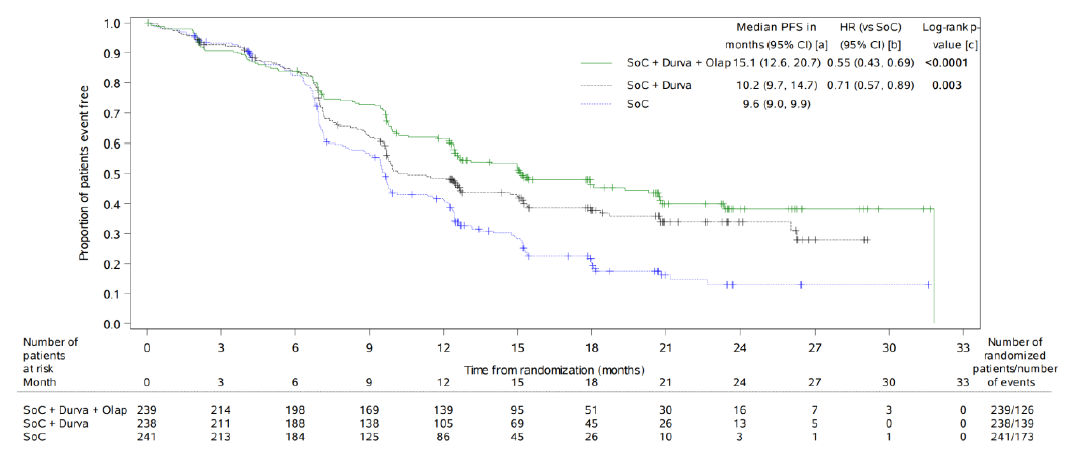 Median PFS in HR (vs SoC) Log-rank p-
months (95% CI) [a] (95% CI) [b] value [c]
SoC + Durva + Olap 15.1 (12.6, 20.7) 0.55 (0.43, 0.69) <0.0001
SoC + Durva 10.2 (9.7, 14.7) 0.71 (0.57, 0.89) 0.003
SoC 9.6 (9.0, 9.9)
Proportion of patients event free
1.0
0.9
0.8
0.7
0.6
0.5
0.4
0.3
0.2
0.1
0.0
0 3 6 9 12 15 18 21 24 27 30 33
Time from randomization (months)
Number of
patients
at risk
Month 0 3 6 9 12 15 18 21 24 27 30 33
Number of
randomized
patients/number
of events
SoC + Durva + Olap 239 214 198 169 139 95 51 30 16 7 3 0 239/126
SoC + Durva 238 211 188 138 105 69 45 26 13 5 0 0 238/139
SoC 241 213 184 125 86 45 26 10 3 1 1 0 241/173